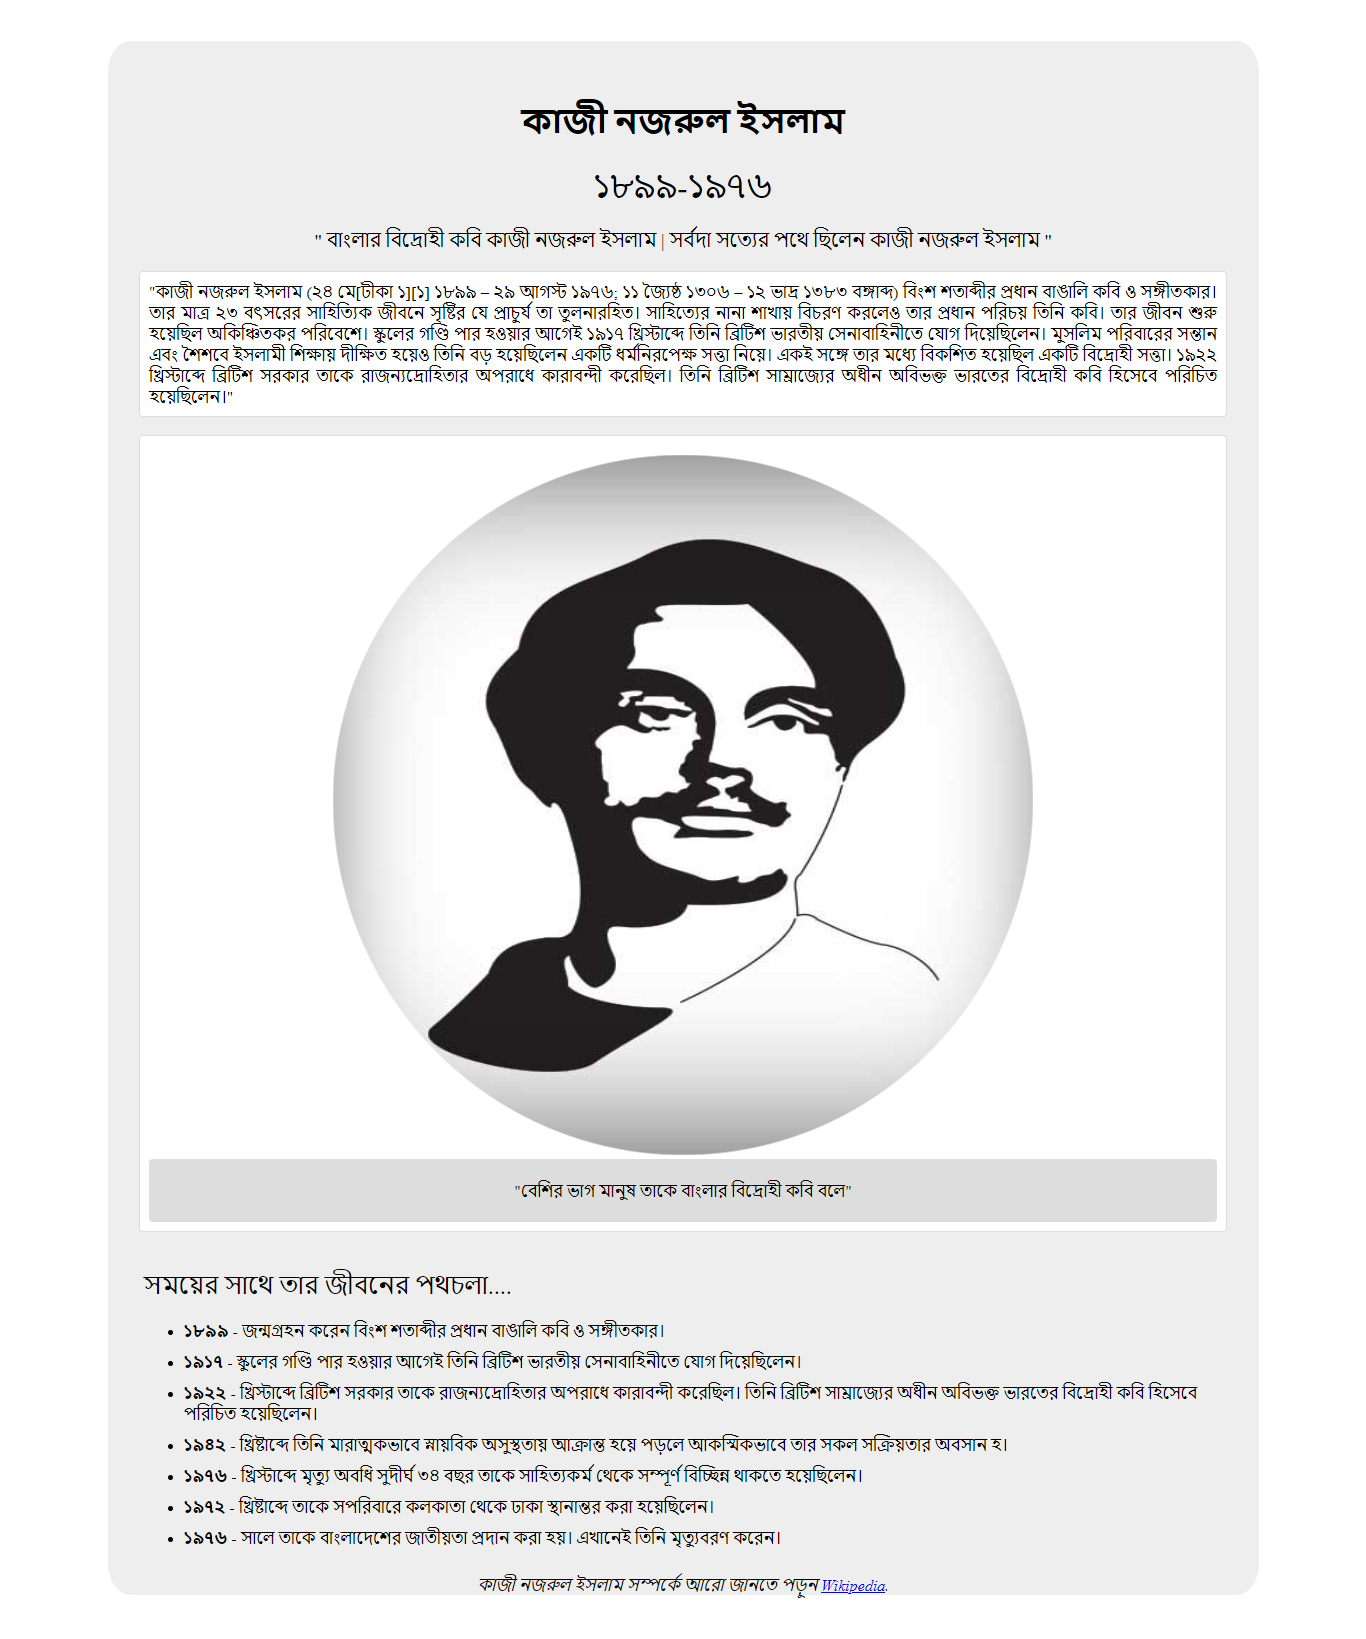 কাজী নজরুল ইসলাম
১৮৯৯-১৯৭৬
" বাংলার বিদ্রোহী কবি কাজী নজরুল ইসলাম | সর্বদা সত্যের পথে ছিলেন কাজী নজরুল ইসলাম "
"কাজী নজরুল ইসলাম (২৪ মে[টীকা ১][১] ১৮৯৯ – ২৯ আগস্ট ১৯৭৬; ১১ জ্যৈষ্ঠ ১৩০৬ – ১২ ভাদ্র ১৩৮৩ বঙ্গাব্দ) বিংশ শতাব্দীর প্রধান বাঙালি কবি ও সঙ্গীতকার।
তার মাত্র ২৩ বৎসরের সাহিত্যিক জীবনে সৃষ্টির যে প্রাচুর্য তা তুলনারহিত। সাহিত্যের নানা শাখায় বিচরণ করলেও তার প্রধান পরিচয় তিনি কবি। তার জীবন শুরু
হয়েছিল অকিঞ্চিতকর পরিবেশে। স্কুলের গণ্ডি পার হওয়ার আগেই ১৯১৭ খ্রিস্টাব্দে তিনি ব্রিটিশ ভারতীয় সেনাবাহিনীতে যোগ দিয়েছিলেন। মুসলিম পরিবারের সন্তান
এবং শৈশবে ইসলামী শিক্ষায় দীক্ষিত হয়েও তিনি বড় হয়েছিলেন একটি ধর্মনিরপেক্ষ সত্তা নিয়ে। একই সঙ্গে তার মধ্যে বিকশিত হয়েছিল একটি বিদ্রোহী সত্তা। ১৯২২
খ্রিস্টাব্দে ব্রিটিশ সরকার তাকে রাজন্যদ্রোহিতার অপরাধে কারাবন্দী করেছিল। তিনি ব্রিটিশ সাম্রাজ্যের অধীন অবিভক্ত ভারতের বিদ্রোহী কবি হিসেবে পরিচিত
হয়েছিলেন।"
"বেশির ভাগ মানুষ তাকে বাংলার বিদ্রোহী কবি বলে"
সময়ের সাথে তার জীবনের পথচলা....
• ১৮৯৯ - জন্মগ্রহন করেন বিংশ শতাব্দীর প্রধান বাঙালি কবি ও সঙ্গীতকার।
• ১৯১৭ - স্কুলের গণ্ডি পার হওয়ার আগেই তিনি ব্রিটিশ ভারতীয় সেনাবাহিনীতে যোগ দিয়েছিলেন।
• ১৯২২ - খ্রিস্টাব্দে ব্রিটিশ সরকার তাকে রাজন্যদ্রোহিতার অপরাধে কারাবন্দী করেছিল। তিনি ব্রিটিশ সাম্রাজ্যের অধীন অবিভক্ত ভারতের বিদ্রোহী কবি হিসেবে
পরিচিত হয়েছিলেন।
• ১৯৪২ - খ্রিষ্টাব্দে তিনি মারাত্মকভাবে স্নায়বিক অসুস্থতায় আক্রান্ত হয়ে পড়লে আকস্মিকভাবে তার সকল সক্রিয়তার অবসান হ।
• ১৯৭৬ - খ্রিস্টাব্দে মৃত্যু অবধি সুদীর্ঘ ৩৪ বছর তাকে সাহিত্যকর্ম থেকে সম্পূর্ণ বিচ্ছিন্ন থাকতে হয়েছিলেন।
• ১৯৭২ - খ্রিষ্টাব্দে তাকে সপরিবারে কলকাতা থেকে ঢাকা স্থানান্তর করা হয়েছিলেন।
• ১৯৭৬ - সালে তাকে বাংলাদেশের জাতীয়তা প্রদান করা হয়। এখানেই তিনি মৃত্যুবরণ করেন।
কাজী নজরুল ইসলাম সম্পর্কে আরো জানতে পড়ুন Wikipedia.